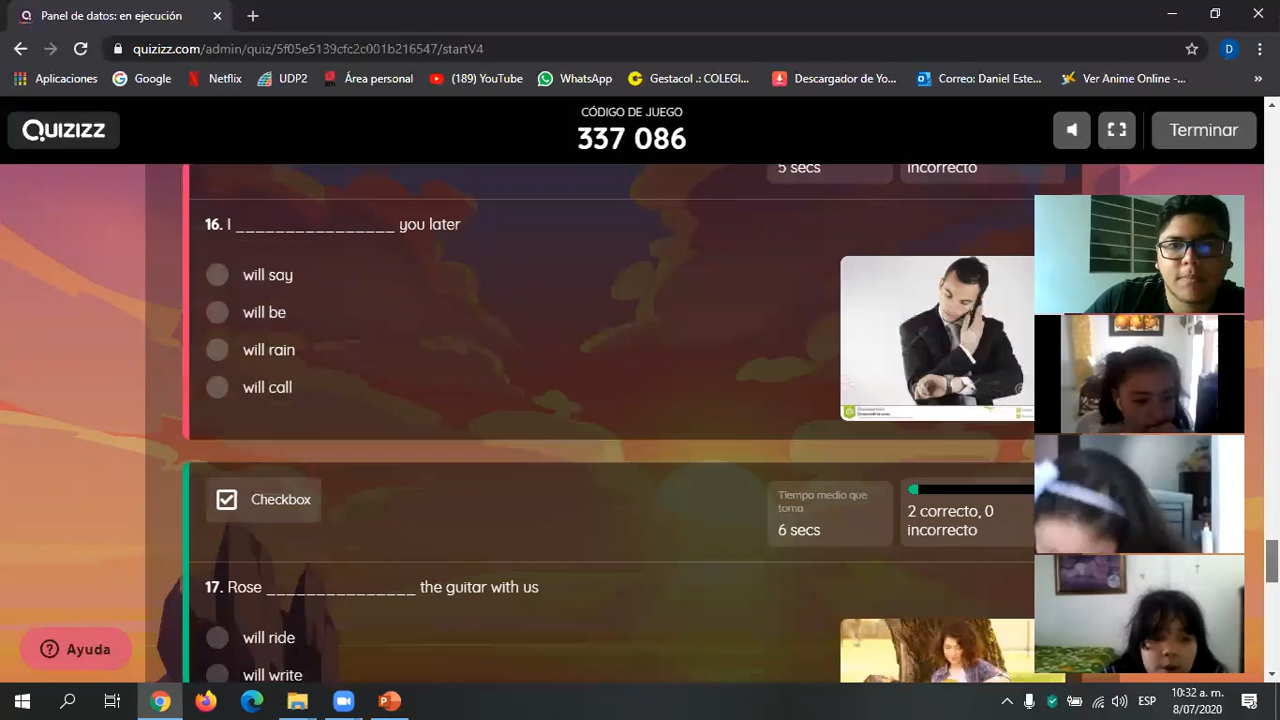 Panel de datos: en ejecución
quizizz.com/admin/quiz/5f05e5139cfc2c001b216547/startV4
D
Aplicaciones
Google
Netflix
UDP2
Área personal
(189) YouTube
WhatsApp
Gestacol .: COLEGI...
Descargador de Yo...
Correo: Daniel Este...
Ver Anime Online -...
»
Quizizz
CÓDIGO DE JUEGO
337 086
Terminar
5 secs
incorrecto
16. I ________________ you later
will say
will be
will rain
will call
Checkbox
Tiempo medio que toma
6 secs
2 correcto, 0
incorrecto
17. Rose _______________ the guitar with us
will ride
will write
Ayuda
ESP
10:32 a. m.
8/07/2020